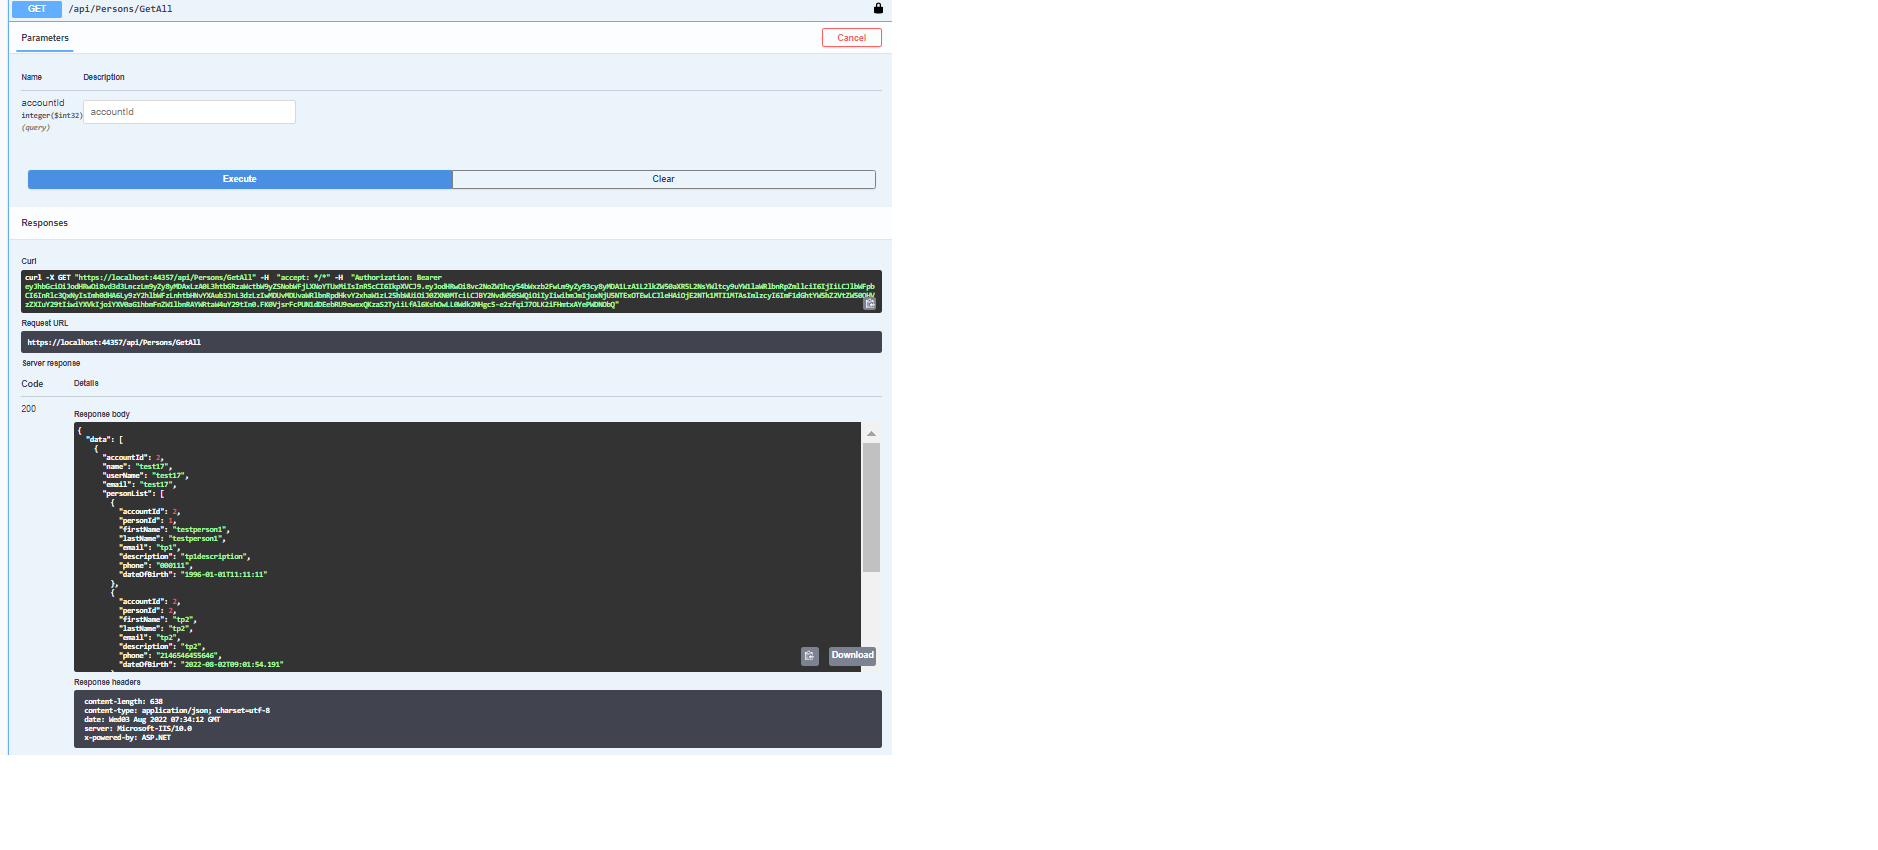 GET /api/Persons/GetAll
Parameters
Cancel
Name Description
accountId
integer($int32)
(query)
accountId
Execute Clear
Responses
Curl
curl -X GET "https://localhost:44357/api/Persons/GetAll" -H "accept: */*" -H "Authorization: Bearer
Request URL
https://localhost:44357/api/Persons/GetAll
Server response
Code Details
200
Response body
{
"data": [
{
"accountId": 2,
"name": "test17",
"userName": "test17",
"email": "test17",
"personList": [
{
"accountId": 2,
"personId": 1,
"firstName": "testperson1",
"lastName": "testperson1",
"email": "tp1",
"description": "tp1description",
"phone": "000111",
"dateOfBirth": "1996-01-01T11:11:11"
},
{
"accountId": 2,
"personId": 2,
"firstName": "tp2",
"lastName": "tp2",
"email": "tp2",
"description": "tp2",
"phone": "2146546455646",
"dateOfBirth": "2022-08-02T09:01:54.191"
Download
Response headers
content-length: 638
content-type: application/json; charset=utf-8
date: Wed03 Aug 2022 07:34:12 GMT
server: Microsoft-IIS/10.0
x-powered-by: ASP.NET